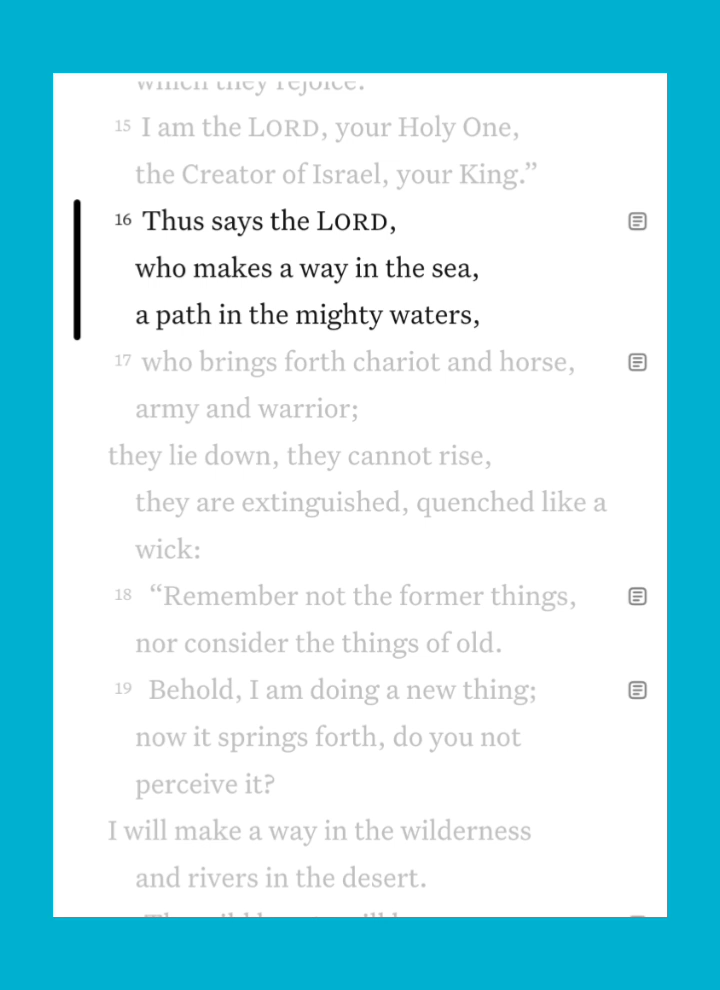 which they rejoice.
15 I am the LORD, your Holy One,
the Creator of Israel, your King.”
16 Thus says the LORD,
who makes a way in the sea,
a path in the mighty waters,
17 who brings forth chariot and horse,
army and warrior;
they lie down, they cannot rise,
they are extinguished, quenched like a
wick:
18 “Remember not the former things,
nor consider the things of old.
19 Behold, I am doing a new thing;
now it springs forth, do you not
perceive it?
I will make a way in the wilderness
and rivers in the desert.